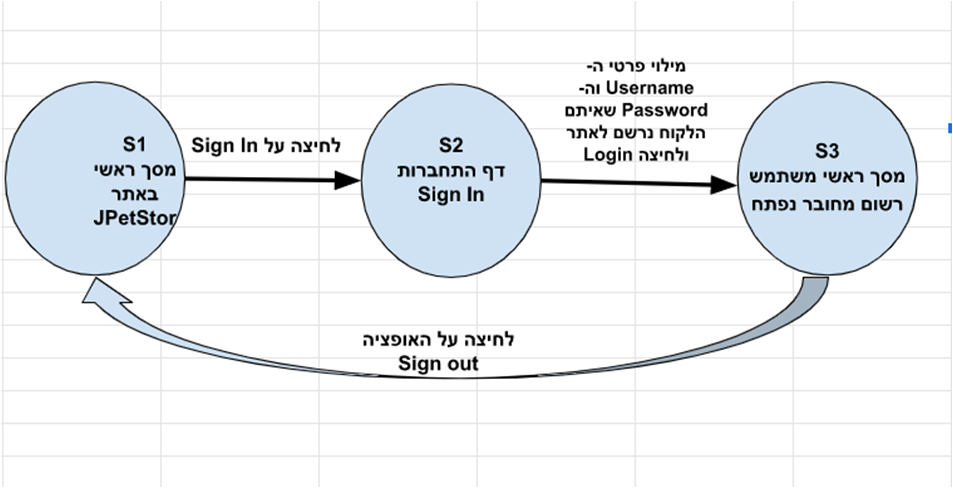 S1
מסך ראשי
באתר
JPetStor
לחיצה על Sign In
S2
דף התחברות
Sign In
מילוי פרטי ה-
Username וה-
Password שאיתם
הלקוח נרשם לאתר
ולחיצה Login
S3
מסך ראשי משתמש
רשום מחובר נפתח
לחיצה על האופציה
Sign out